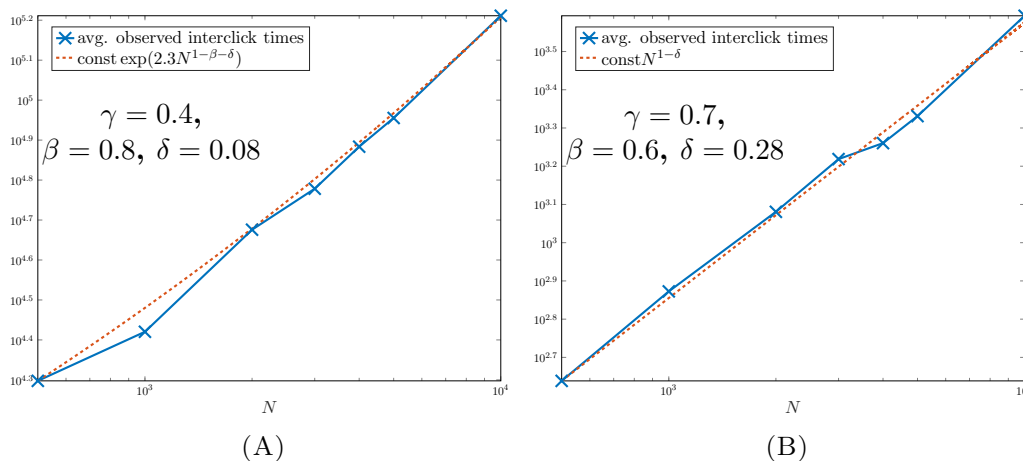 10^5.2
avg. observed interclick times
const exp(2.3N^{1−β−δ})
10^5.1
10^5
γ = 0.4,
β = 0.8, δ = 0.08
10^4.9
10^4.8
10^4.7
10^4.6
10^4.5
10^4.4
10^4.3
10^3
10^4
N
(A)
avg. observed interclick times
constN^{1−δ}
10^3.5
10^3.4
γ = 0.7,
β = 0.6, δ = 0.28
10^3.3
10^3.2
10^3.1
10^3
10^2.9
10^2.8
10^2.7
10^3
N
(B)